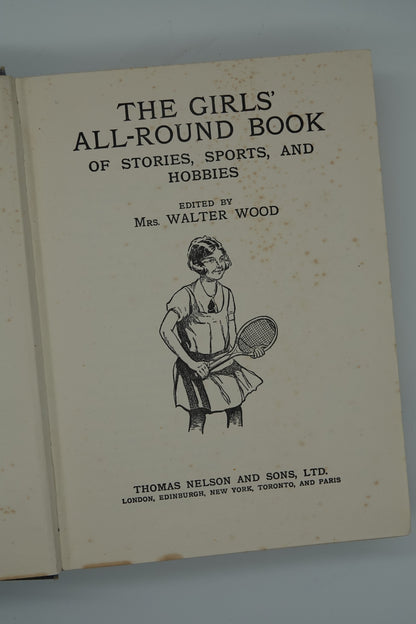 THE GIRLS'
ALL-ROUND BOOK
OF STORIES, SPORTS, AND
HOBBIES
EDITED BY
MRS. WALTER WOOD
THOMAS NELSON AND SONS, LTD.
LONDON, EDINBURGH, NEW YORK, TORONTO, AND PARIS